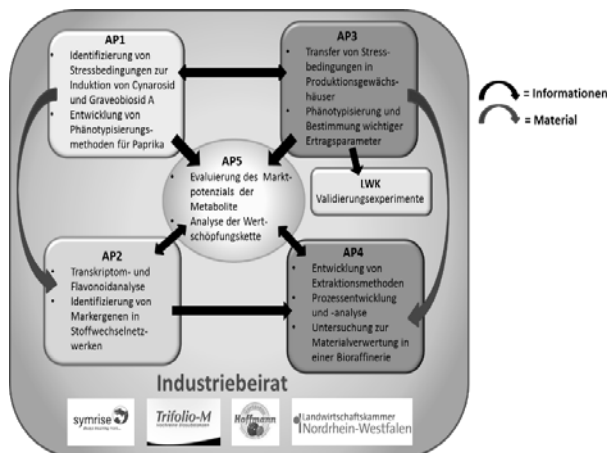 AP1
• Identifizierung von
Stressbedingungen zur
Induktion von Cynarosid
und Graveobiosid A
• Entwicklung von
Phänotypisierungs-
methoden für Paprika
AP3
• Transfer von Stress-
bedingungen in
Produktionsgewächs-
häuser
• Phänotypisierung und
Bestimmung wichtiger
Ertragsparameter
= Informationen
= Material
AP5
• Evaluierung des Markt-
potenzials der
Metabolite
• Analyse der Wert-
schöpfungskette
LWK
Validierungsexperimente
AP2
• Transkriptom- und
Flavonoidanalyse
• Identifizierung von
Markergenen in
Stoffwechselnetz-
werken
AP4
• Entwicklung von
Extraktionsmethoden
• Prozessentwicklung
und -analyse
• Untersuchung zur
Materialverwertung in
einer Bioraffinerie
Industriebeirat
symrise
Trifolio-M
Hoffmann
Landwirtschaftskammer
Nordrhein-Westfalen